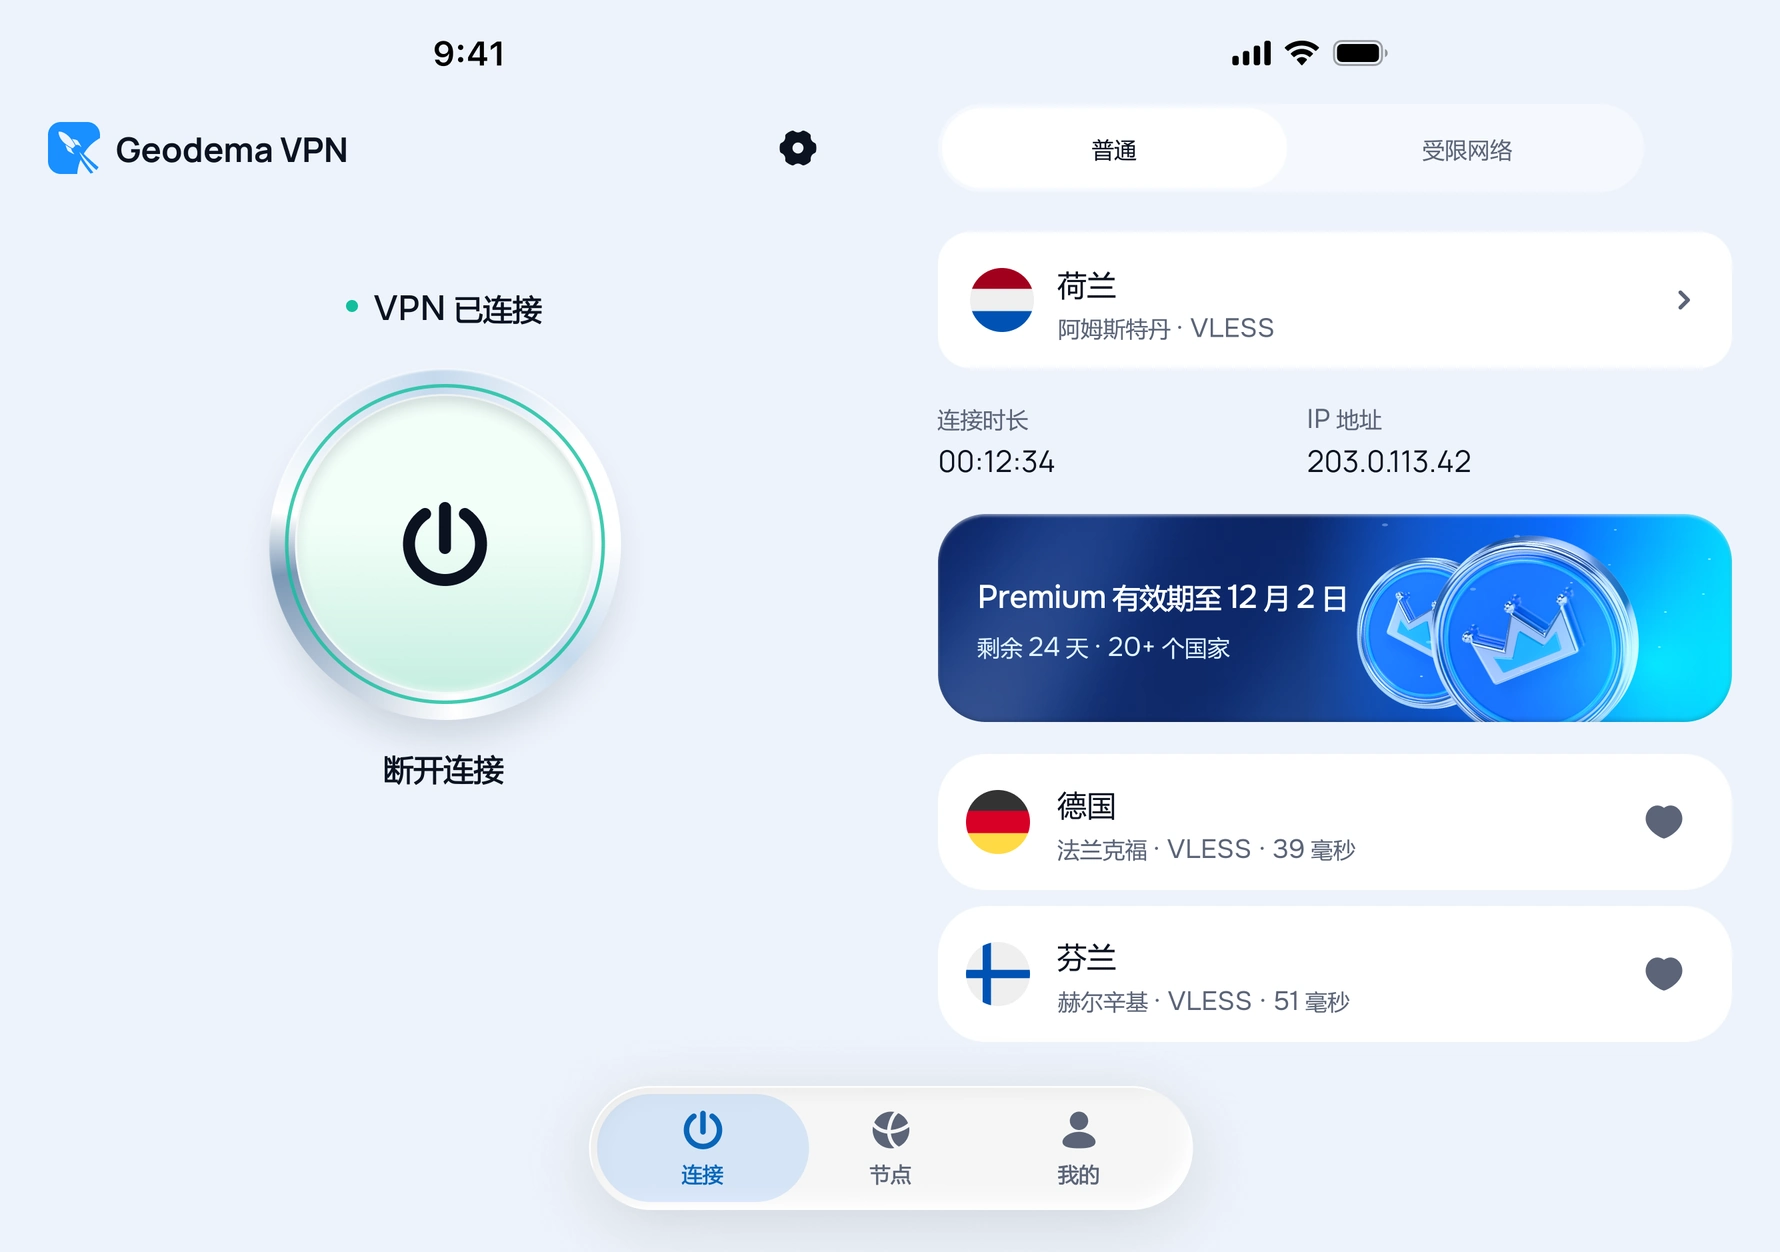 9:41
Geodema VPN
VPN 已连接
断开连接
普通
受限网络
荷兰
阿姆斯特丹 · VLESS
连接时长
00:12:34
IP 地址
203.0.113.42
Premium 有效期至 12 月 2 日
剩余 24 天 · 20+ 个国家
德国
法兰克福 · VLESS · 39 毫秒
芬兰
赫尔辛基 · VLESS · 51 毫秒
连接
节点
我的